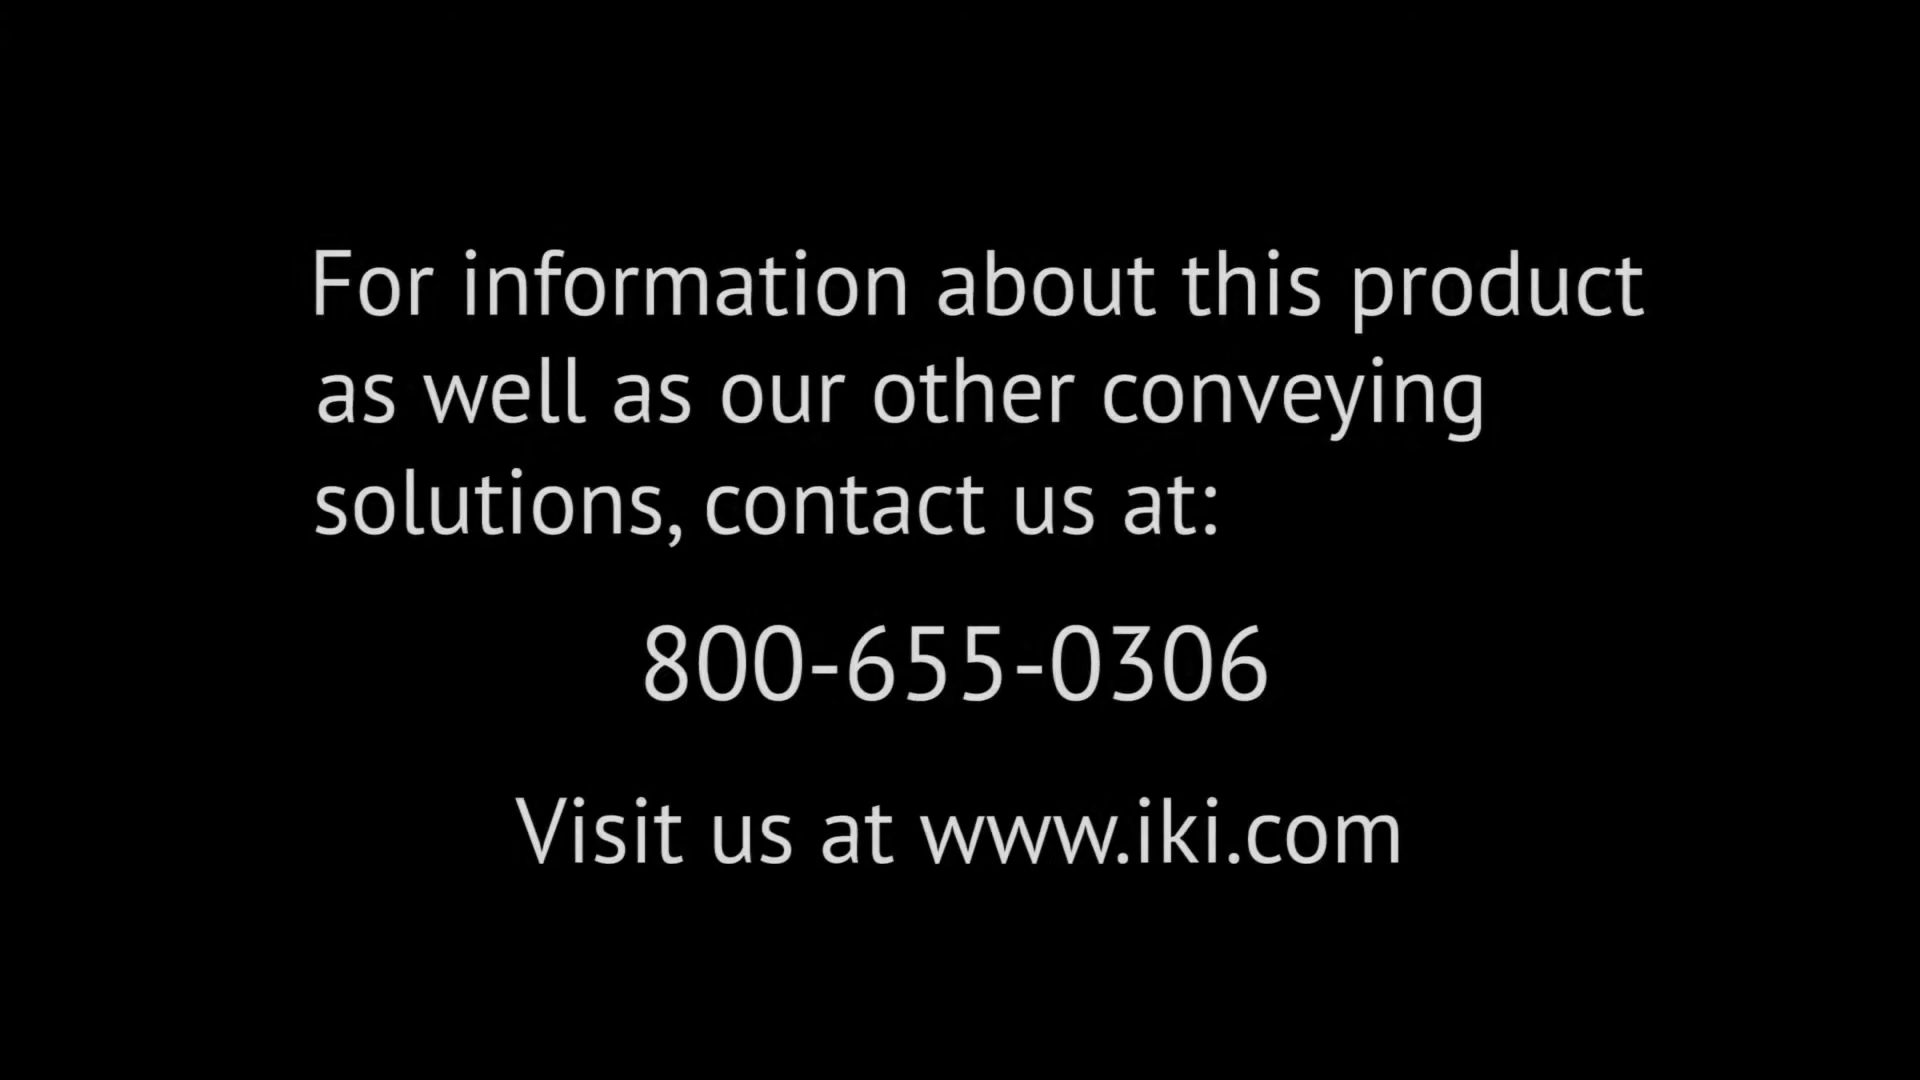 For information about this product
as well as our other conveying
solutions, contact us at:
800-655-0306
Visit us at www.iki.com